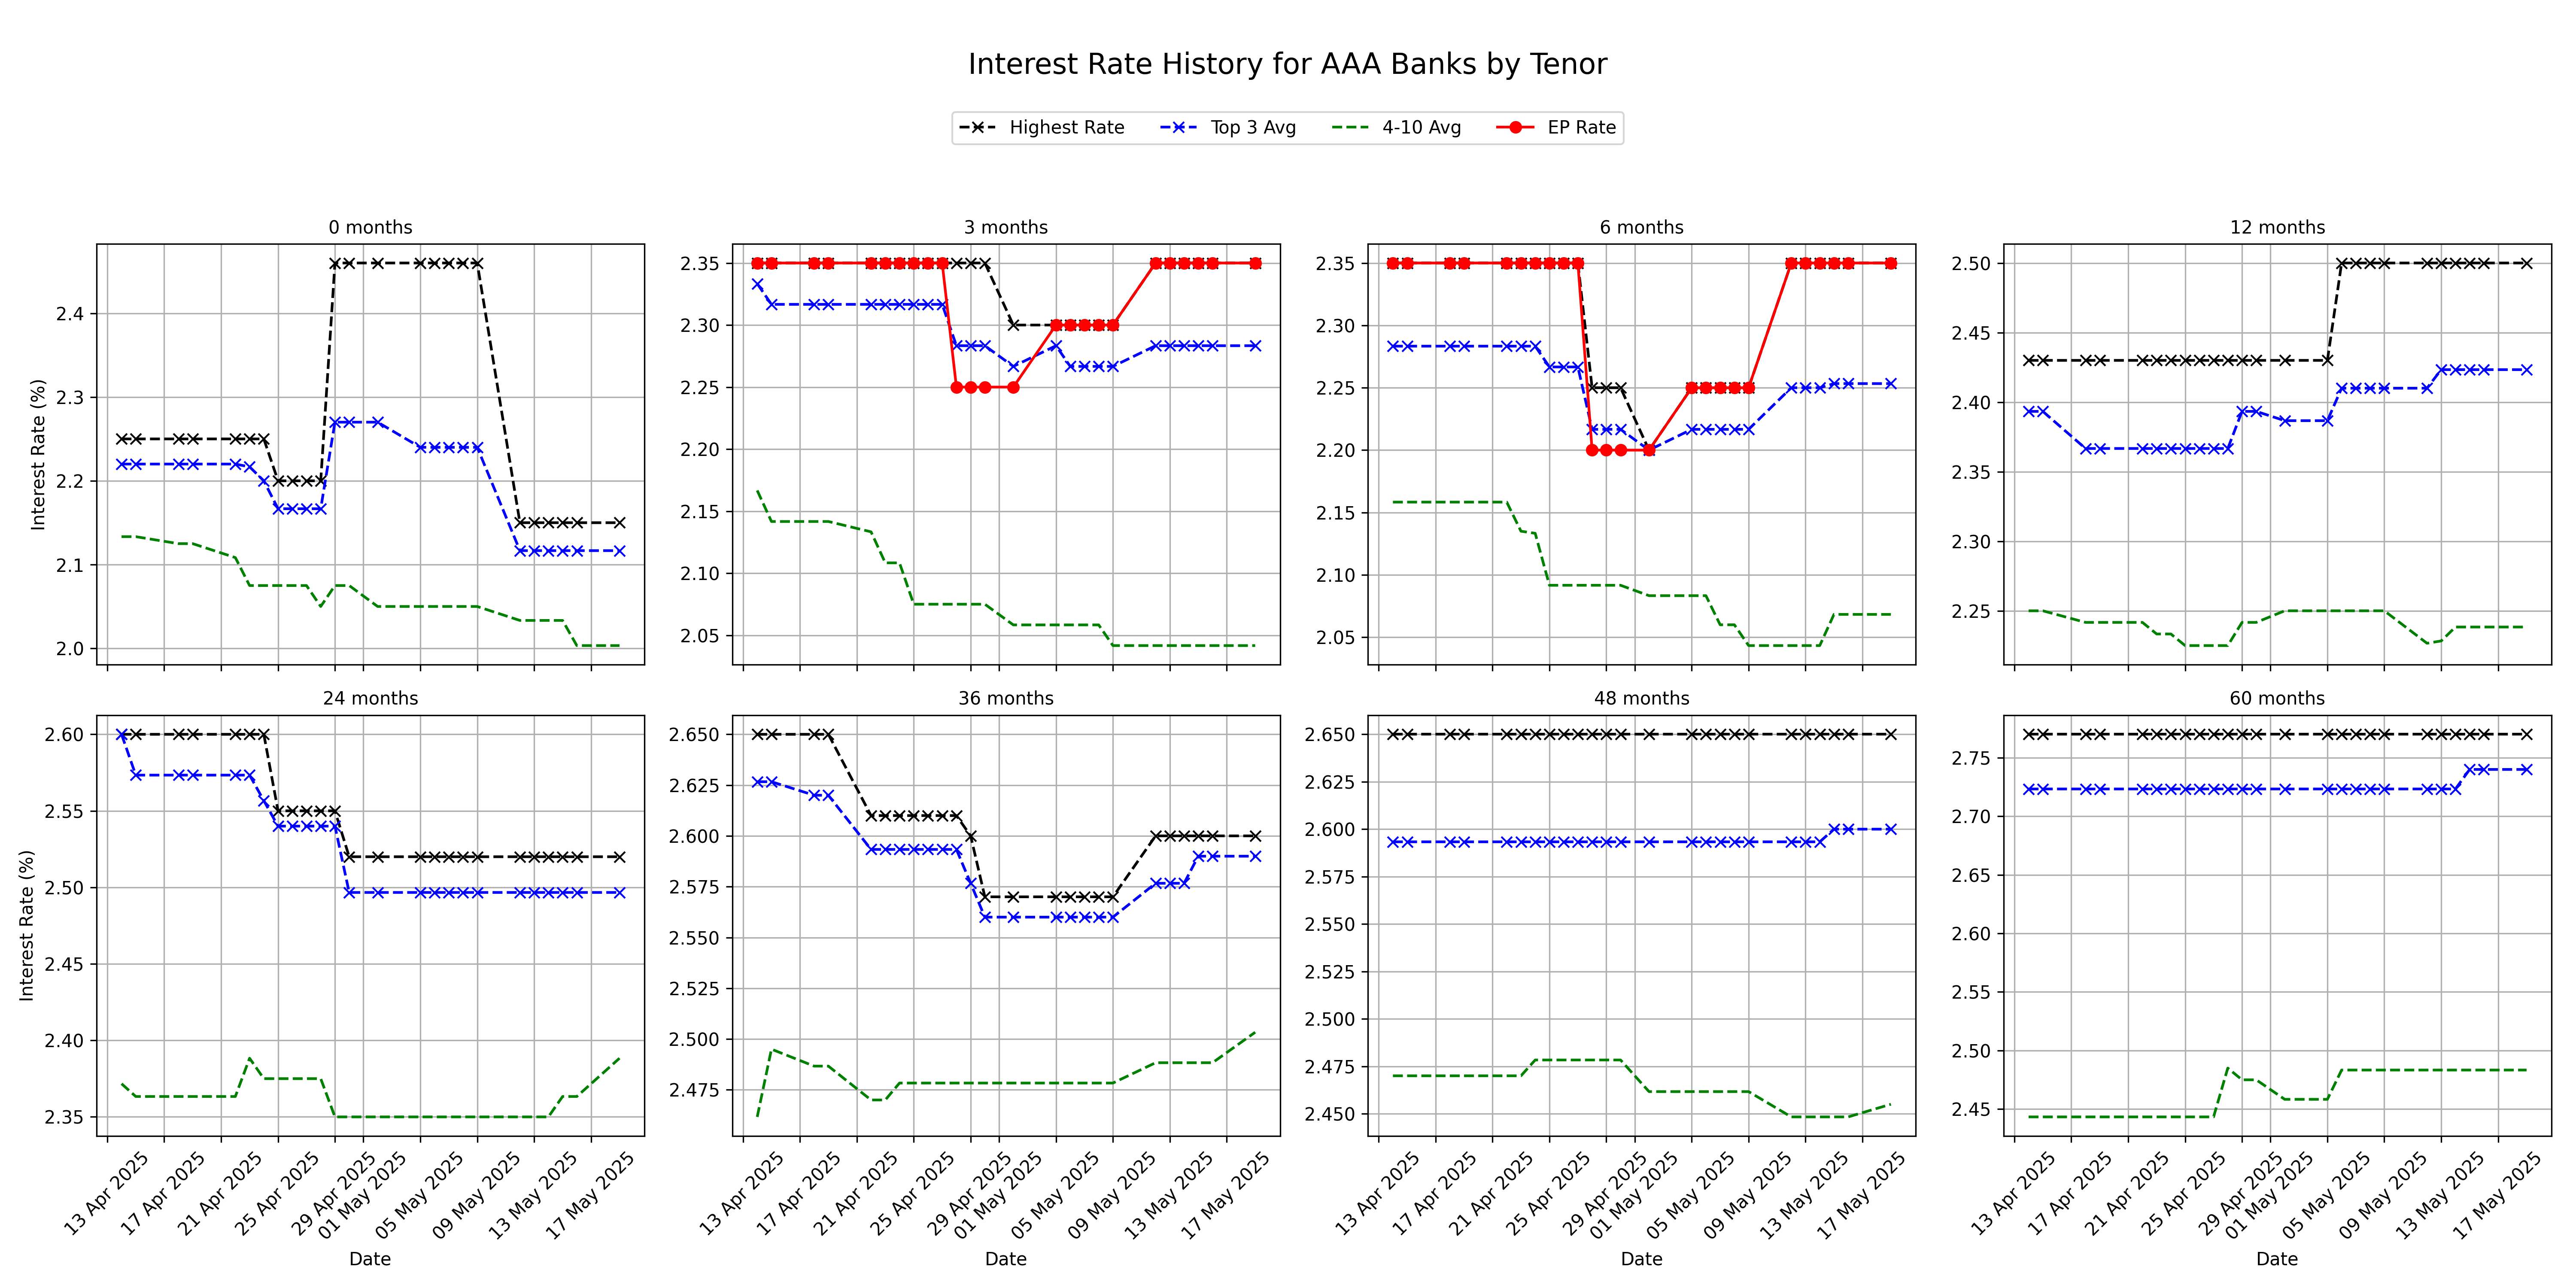 Interest Rate History for AAA Banks by Tenor
Highest Rate Top 3 Avg 4-10 Avg EP Rate
0 months
Interest Rate (%)
2.4
2.3
2.2
2.1
2.0
3 months
2.35
2.30
2.25
2.20
2.15
2.10
2.05
6 months
2.35
2.30
2.25
2.20
2.15
2.10
2.05
12 months
2.50
2.45
2.40
2.35
2.30
2.25
24 months
Interest Rate (%)
2.60
2.55
2.50
2.45
2.40
2.35
13 Apr 2025
17 Apr 2025
21 Apr 2025
25 Apr 2025
29 Apr 2025
01 May 2025
05 May 2025
09 May 2025
13 May 2025
17 May 2025
Date
36 months
2.650
2.625
2.600
2.575
2.550
2.525
2.500
2.475
13 Apr 2025
17 Apr 2025
21 Apr 2025
25 Apr 2025
29 Apr 2025
01 May 2025
05 May 2025
09 May 2025
13 May 2025
17 May 2025
Date
48 months
2.650
2.625
2.600
2.575
2.550
2.525
2.500
2.475
2.450
13 Apr 2025
17 Apr 2025
21 Apr 2025
25 Apr 2025
29 Apr 2025
01 May 2025
05 May 2025
09 May 2025
13 May 2025
17 May 2025
Date
60 months
2.75
2.70
2.65
2.60
2.55
2.50
2.45
13 Apr 2025
17 Apr 2025
21 Apr 2025
25 Apr 2025
29 Apr 2025
01 May 2025
05 May 2025
09 May 2025
13 May 2025
17 May 2025
Date